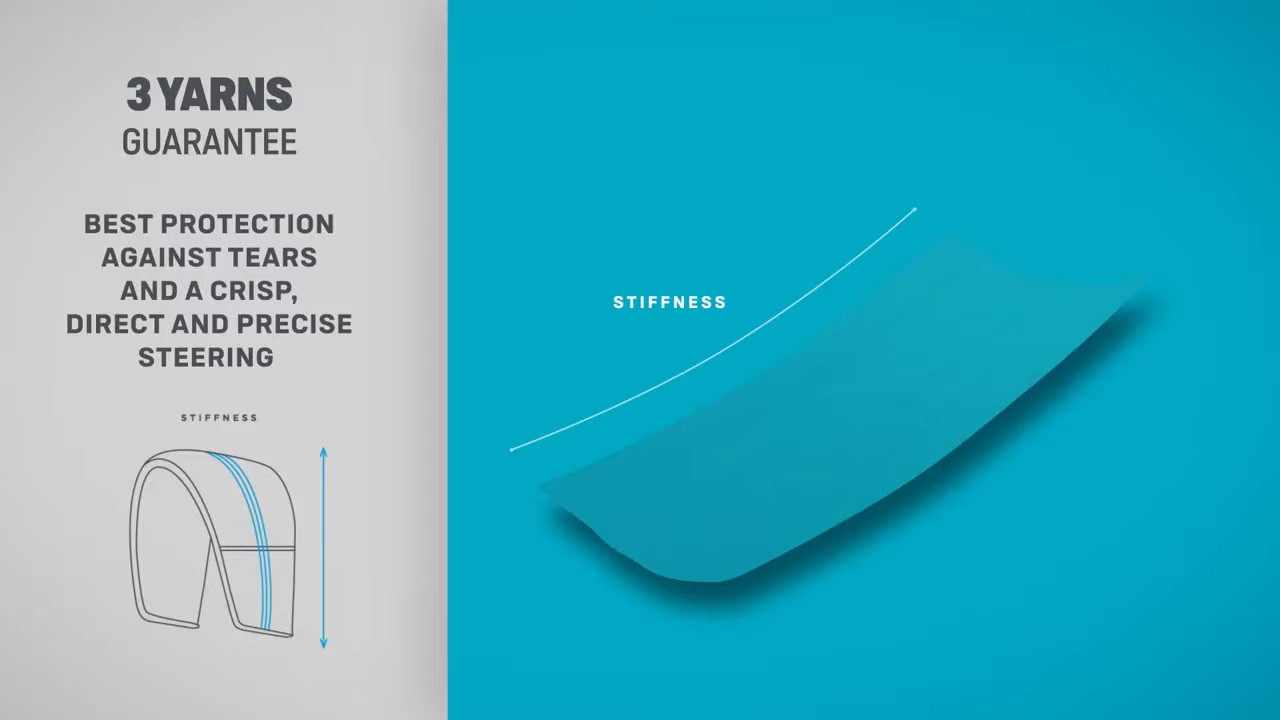 3 YARNS
GUARANTEE
BEST PROTECTION
AGAINST TEARS
AND A CRISP,
DIRECT AND PRECISE
STEERING
STIFFNESS
STIFFNESS